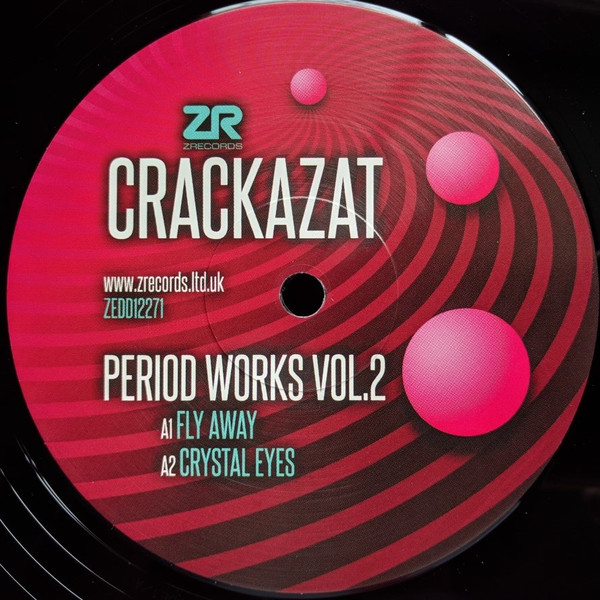 ZR
ZRECORDS
CRACKAZAT
www.zrecords.ltd.uk
ZEDD12271
PERIOD WORKS VOL.2
A1 FLY AWAY
A2 CRYSTAL EYES